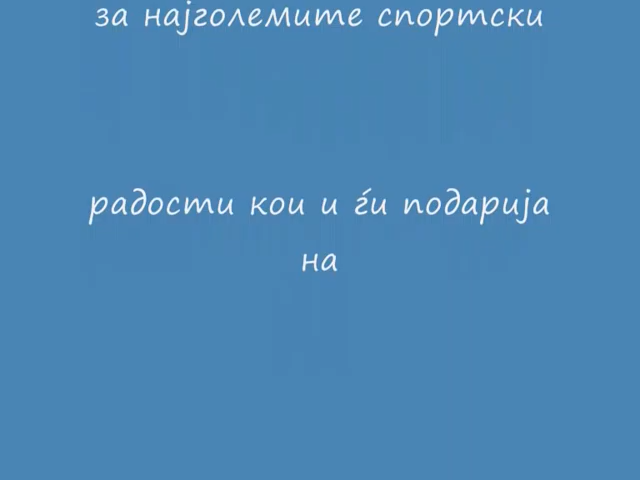 за најголемите спортски
радости кои и ѓи подарија
на